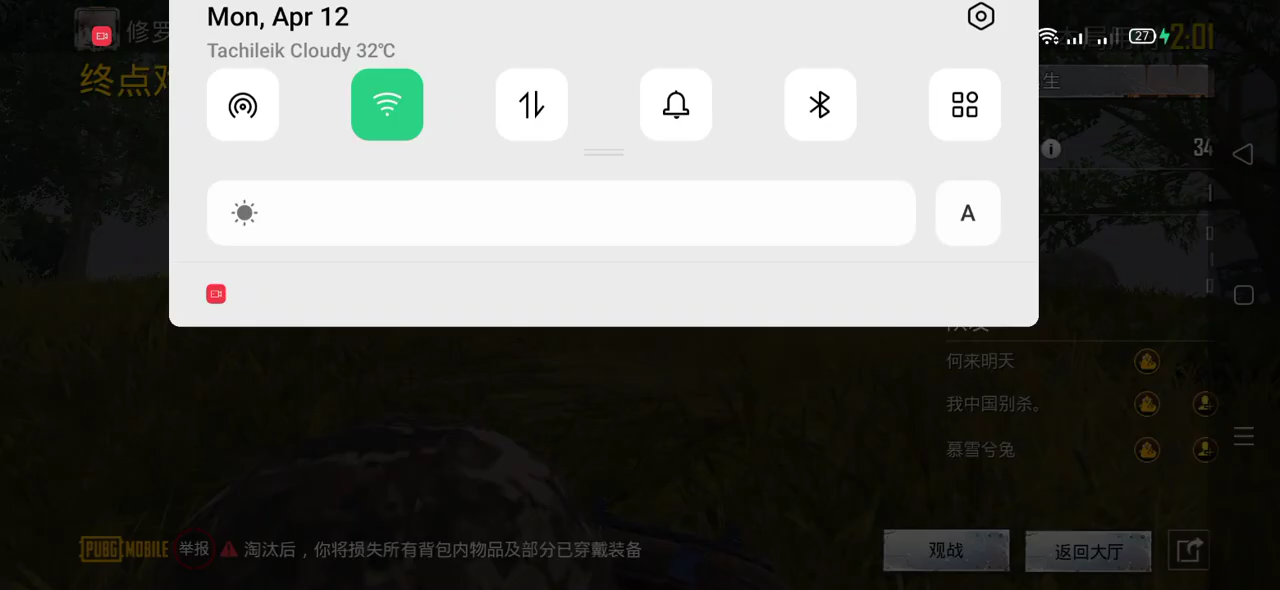 Mon, Apr 12
Tachileik Cloudy 32℃
修罗
27
2:01
终点对
生
34
A
何来明天
我中国别杀。
慕雪兮兔
PUBG MOBILE
举报
淘汰后，你将损失所有背包内物品及部分已穿戴装备
观战
返回大厅